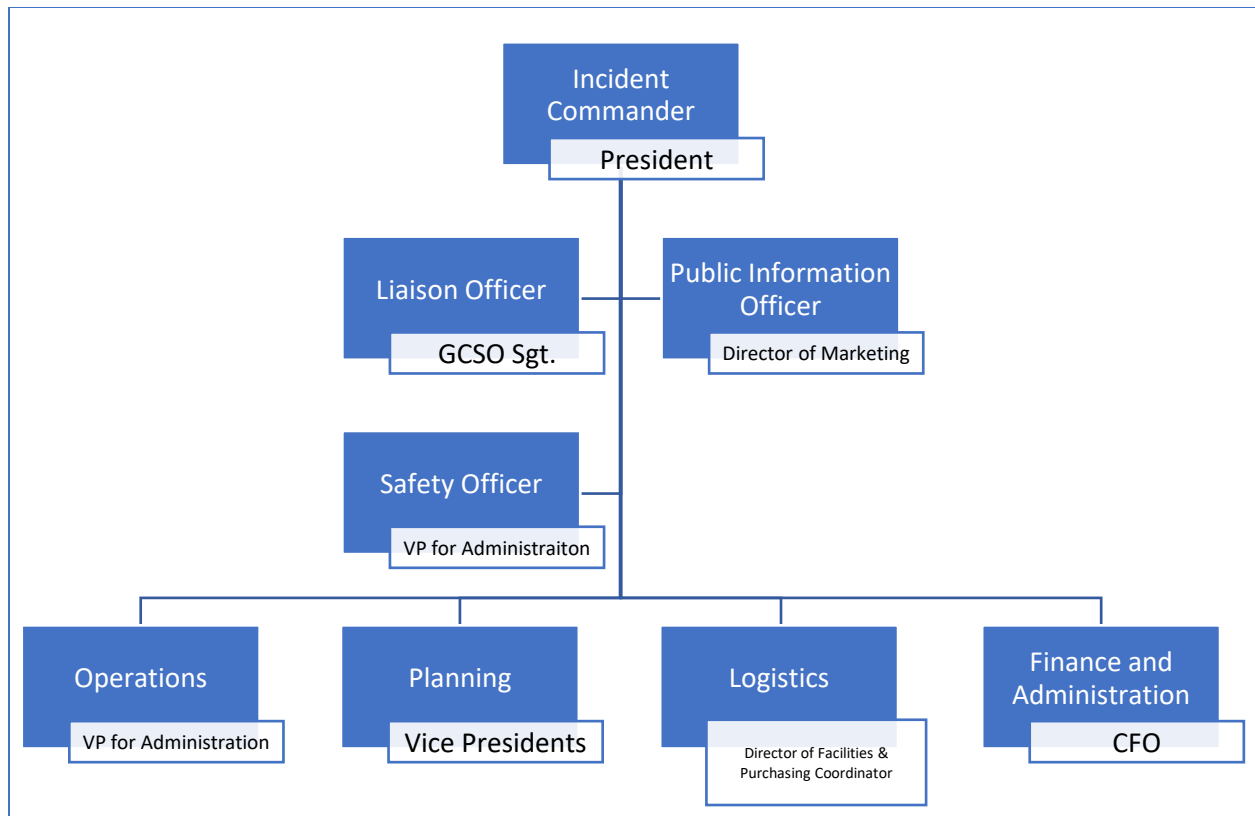 Incident
Commander
President
Liaison Officer
GCSO Sgt.
Public Information
Officer
Director of Marketing
Safety Officer
VP for Administraiton
Operations
VP for Administration
Planning
Vice Presidents
Logistics
Director of Facilities &
Purchasing Coordinator
Finance and
Administration
CFO